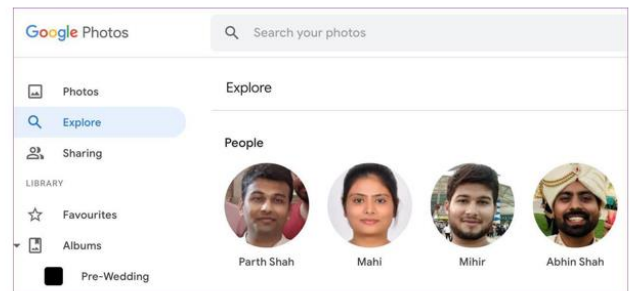 Google Photos
Search your photos
Photos
Explore
Sharing
LIBRARY
Favourites
Albums
Pre-Wedding
Explore
People
Parth Shah
Mahi
Mihir
Abhin Shah